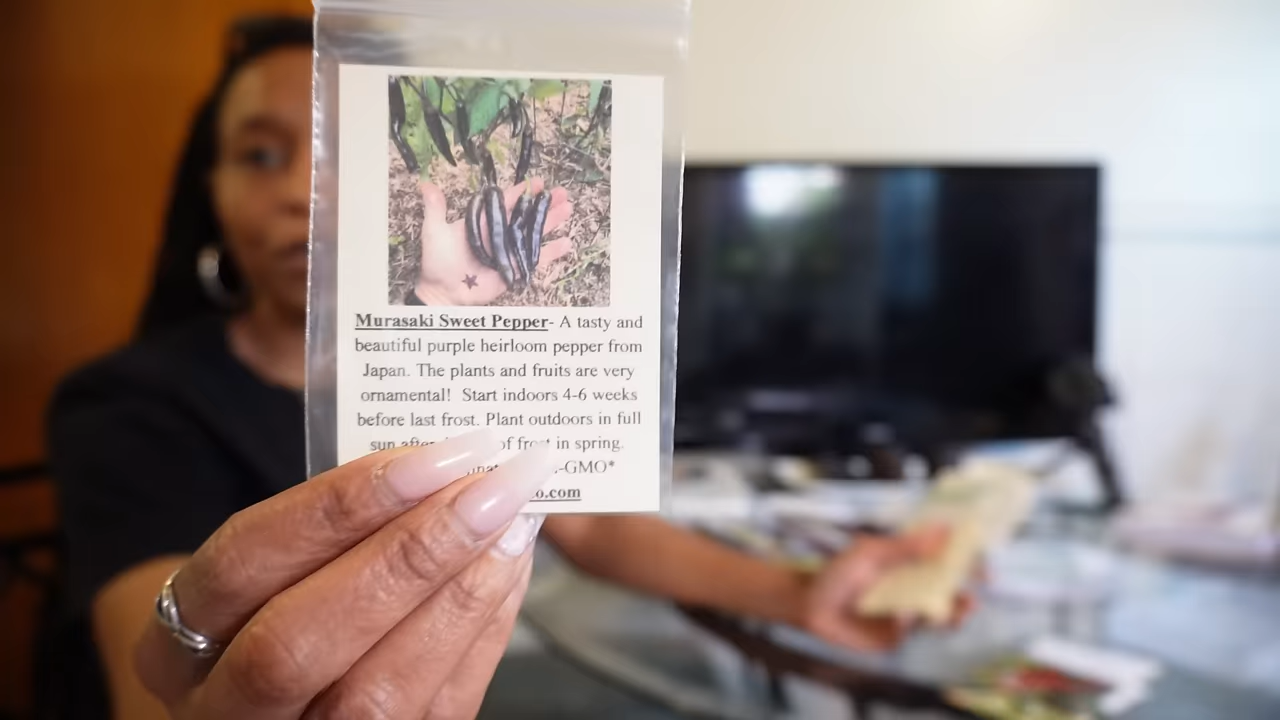 Murasaki Sweet Pepper- A tasty and
beautiful purple heirloom pepper from
Japan. The plants and fruits are very
ornamental! Start indoors 4-6 weeks
before last frost. Plant outdoors in full
sun after of frost in spring.
-GMO*
o.com